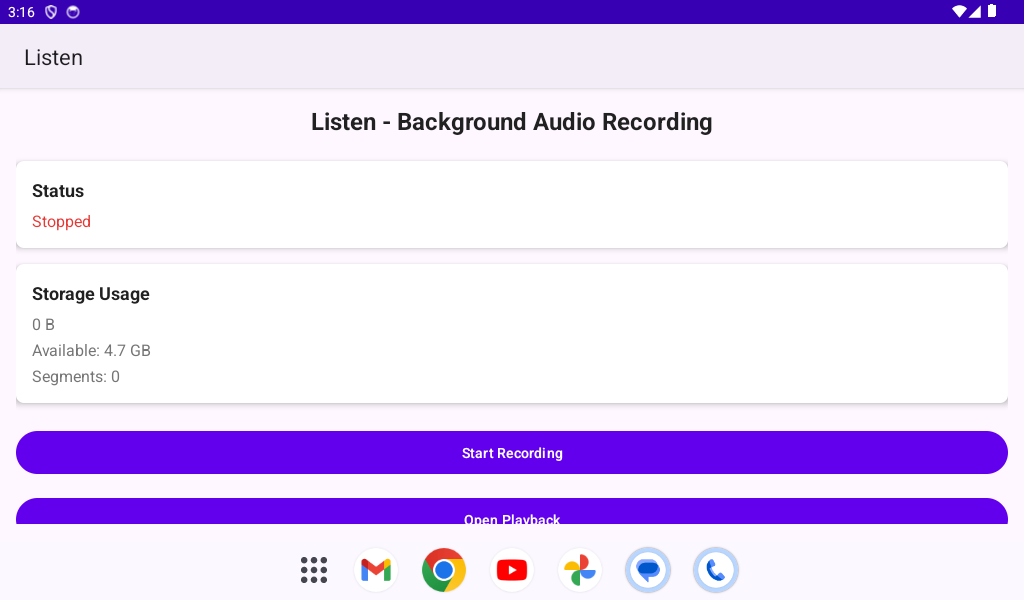 3:16
Listen
Listen - Background Audio Recording
Status
Stopped
Storage Usage
0 B
Available: 4.7 GB
Segments: 0
Start Recording
Open Playback